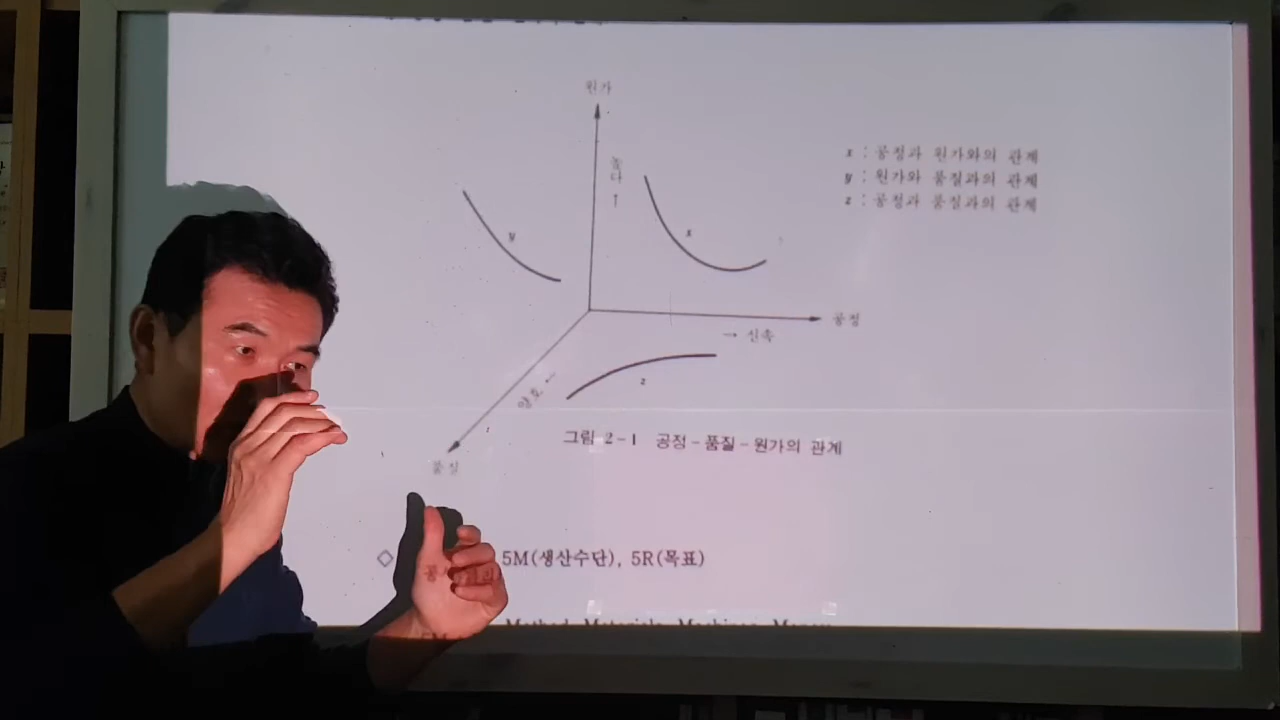 원가
높다
↑
x : 공정과 원가와의 관계
y : 원가와 품질과의 관계
z : 공정과 품질과의 관계
y
x
공정
→ 신속
z
양호 ←
품질
그림 2-1 공정-품질-원가의 관계
◇ 5M(생산수단), 5R(목표)